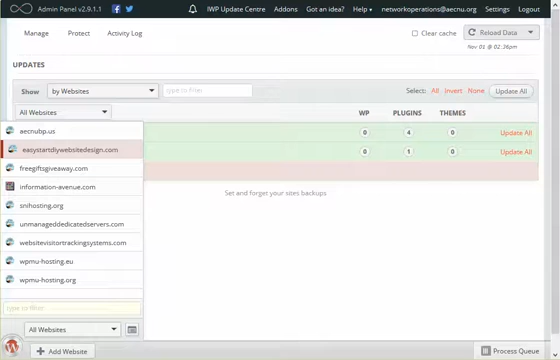 Admin Panel v2.9.1.1 IWP Update Centre Addons Got an idea? Help networkoperations@aecnu.org Settings Logout
Manage Protect Activity Log Clear cache Reload Data
Nov 01 @ 02:36pm
UPDATES
Show by Websites type to filter Select: All Invert None Update All
All Websites WP PLUGINS THEMES
aecnubp.us 0 4 0 Update All
easystartdiywebsitedesign.com 0 1 0 Update All
freegiftsgiveaway.com
information-avenue.com
Set and forget your sites backups
snihosting.org
unmanageddedicatedservers.com
websitevisitortrackingsystems.com
wpmu-hosting.eu
wpmu-hosting.org
type to filter
All Websites
Add Website Process Queue